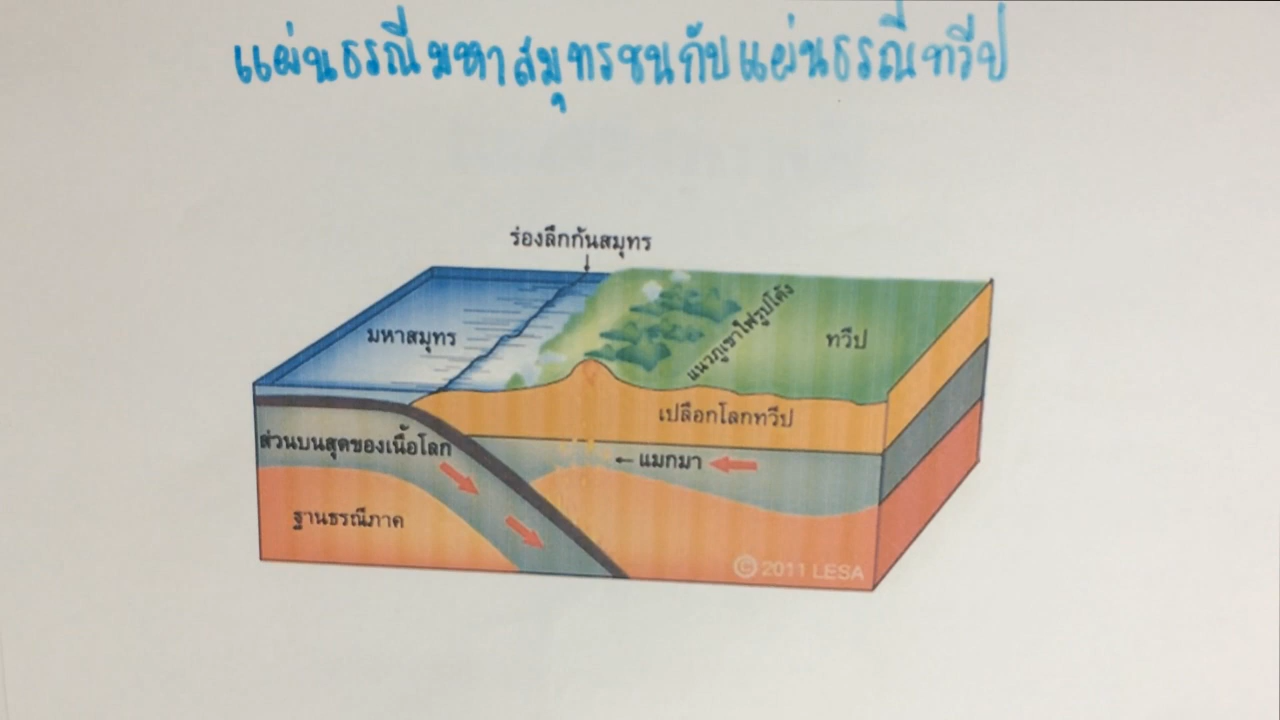 แผ่นธรณีมหาสมุทรชนกับแผ่นธรณีทวีป
ร่องลึกก้นสมุทร
มหาสมุทร
แนวภูเขาไฟรูปโค้ง
ทวีป
เปลือกโลกทวีป
ส่วนบนสุดของเนื้อโลก
←แมกมา
ฐานธรณีภาค
© 2011 LESA